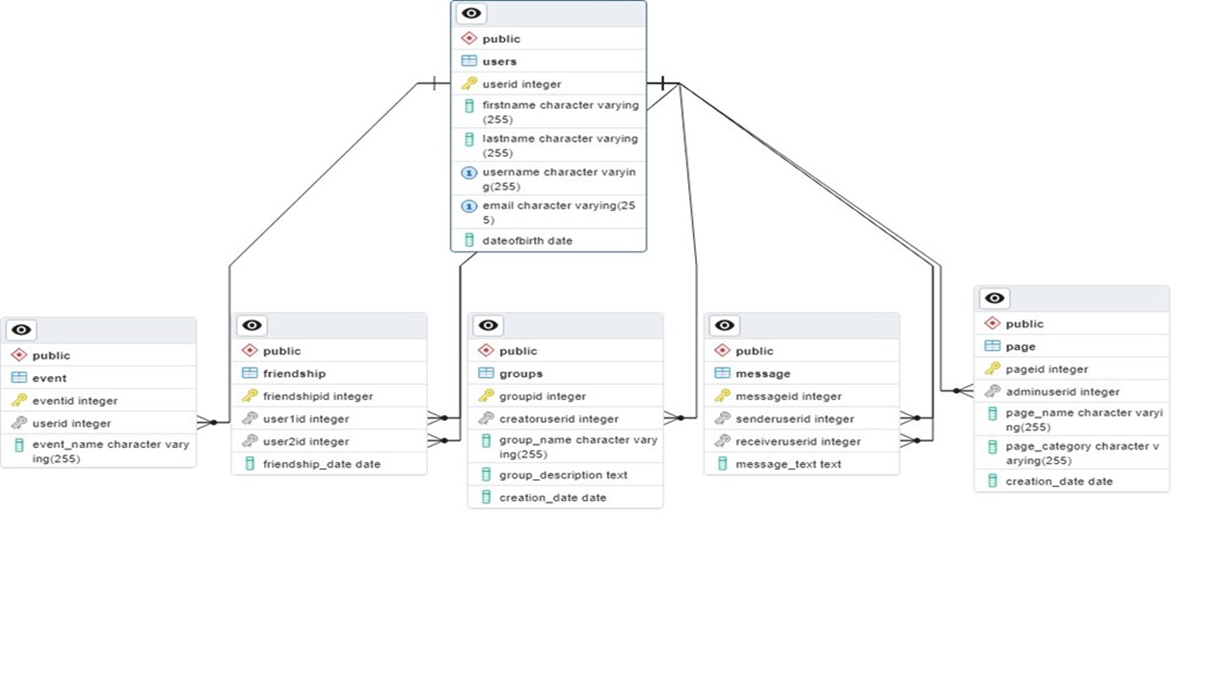 public
users
userid integer
firstname character varying
(255)
lastname character varying
(255)
username character varyin
g(255)
email character varying(25
5)
dateofbirth date
public
event
eventid integer
userid integer
event_name character var
ying(255)
public
friendship
friendshipid integer
user1id integer
user2id integer
friendship_date date
public
groups
groupid integer
creatoruserid integer
group_name character var
ying(255)
group_description text
creation_date date
public
message
messageid integer
senderuserid integer
receiveruserid integer
message_text text
public
page
pageid integer
adminuserid integer
page_name character varyi
ng(255)
page_category character v
arying(255)
creation_date date